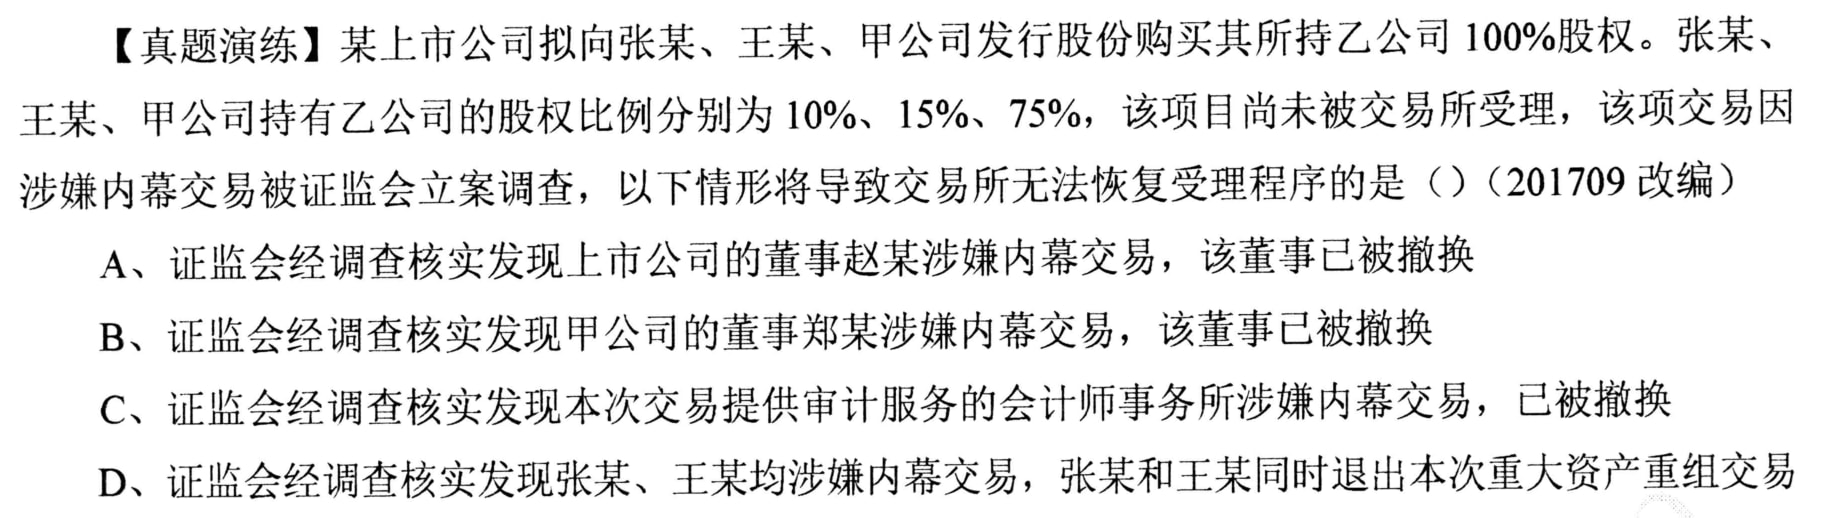 【真题演练】某上市公司拟向张某、王某、甲公司发行股份购买其所持乙公司 100%股权。张某、
王某、甲公司持有乙公司的股权比例分别为 10%、15%、75%，该项目尚未被交易所受理，该项交易因
涉嫌内幕交易被证监会立案调查，以下情形将导致交易所无法恢复受理程序的是（）（201709 改编）
A、证监会经调查核实发现上市公司的董事赵某涉嫌内幕交易，该董事已被撤换
B、证监会经调查核实发现甲公司的董事郑某涉嫌内幕交易，该董事已被撤换
C、证监会经调查核实发现本次交易提供审计服务的会计师事务所涉嫌内幕交易，已被撤换
D、证监会经调查核实发现张某、王某均涉嫌内幕交易，张某和王某同时退出本次重大资产重组交易